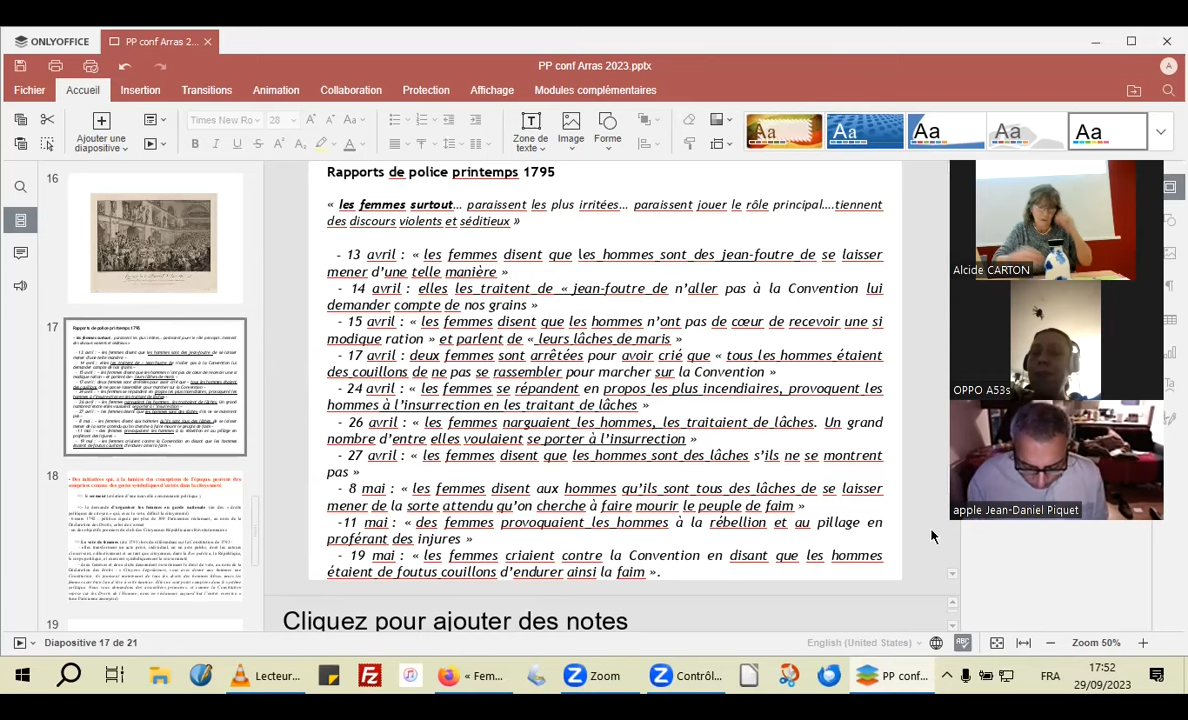 ONLYOFFICE
PP conf Arras 2...
PP conf Arras 2023.pptx
A
Fichier
Accueil
Insertion
Transitions
Animation
Collaboration
Protection
Affichage
Modules complémentaires
Ajouter une
diapositive
Times New Ro
28
Zone de
texte
Image
Forme
16
17
18
19
Rapports de police printemps 1795
« les femmes surtout… paraissent les plus irritées… paraissent jouer le rôle principal….tiennent
des discours violents et séditieux »
- 13 avril : « les femmes disent que les hommes sont des jean-foutre de se laisser
mener d’une telle manière »
- 14 avril : elles les traitent de « jean-foutre de n’aller pas à la Convention lui
demander compte de nos grains »
- 15 avril : « les femmes disent que les hommes n’ont pas de cœur de recevoir une si
modique ration » et parlent de « leurs lâches de maris »
- 17 avril : deux femmes sont arrêtées pour avoir crié que « tous les hommes étaient
des couillons de ne pas se rassembler pour marcher sur la Convention »
- 24 avril : « les femmes se répandent en propos les plus incendiaires, provoquent les
hommes à l’insurrection en les traitant de lâches »
- 26 avril : « les femmes narguaient les hommes, les traitaient de lâches. Un grand
nombre d’entre elles voulaient se porter à l’insurrection »
- 27 avril : « les femmes disent que les hommes sont des lâches s’ils ne se montrent
pas »
- 8 mai : « les femmes disent aux hommes qu’ils sont tous des lâches de se laisser
mener de la sorte attendu qu’on cherche à faire mourir le peuple de faim »
-11 mai : « des femmes provoquaient les hommes à la rébellion et au pillage en
proférant des injures »
- 19 mai : « les femmes criaient contre la Convention en disant que les hommes
étaient de foutus couillons d’endurer ainsi la faim ».
Alcide CARTON
OPPO A53s
apple Jean-Daniel Piquet
Cliquez pour ajouter des notes
Diapositive 17 de 21
English (United States)
Zoom 50%
Lecteur...
« Fem...
Zoom
Contrôl...
PP conf...
FRA
17:52
29/09/2023